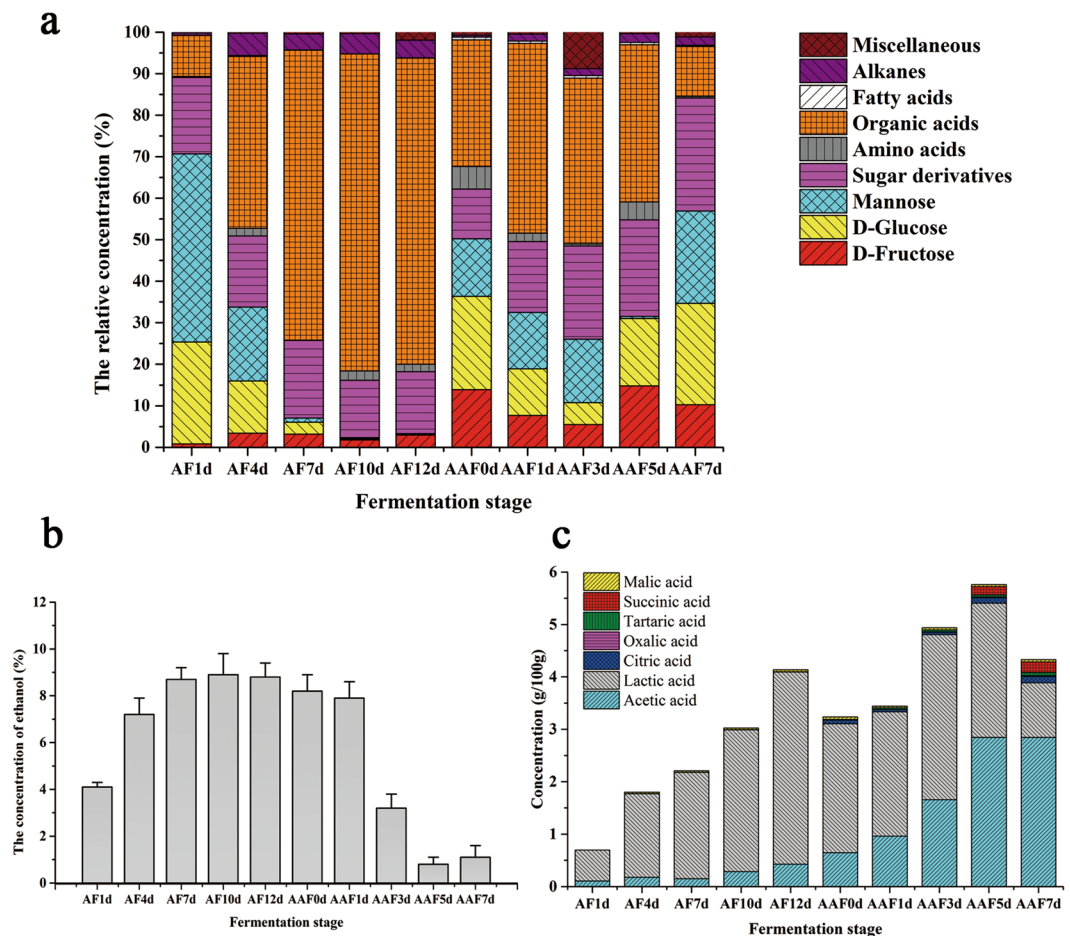 a
100
90
80
70
60
50
40
30
20
10
0
The relative concentration (%)
AF1d AF4d AF7d AF10d AF12d AAF0d AAF1d AAF3d AAF5d AAF7d
Fermentation stage
Miscellaneous
Alkanes
Fatty acids
Organic acids
Amino acids
Sugar derivatives
Mannose
D-Glucose
D-Fructose
b
12
10
8
6
4
2
0
The concentration of ethanol (%)
AF1d AF4d AF7d AF10d AF12d AAF0d AAF1d AAF3d AAF5d AAF7d
Fermentation stage
c
6
5
4
3
2
1
0
Concentration (g/100g)
Malic acid
Succinic acid
Tartaric acid
Oxalic acid
Citric acid
Lactic acid
Acetic acid
AF1d AF4d AF7d AF10d AF12d AAF0d AAF1d AAF3d AAF5d AAF7d
Fermentation stage